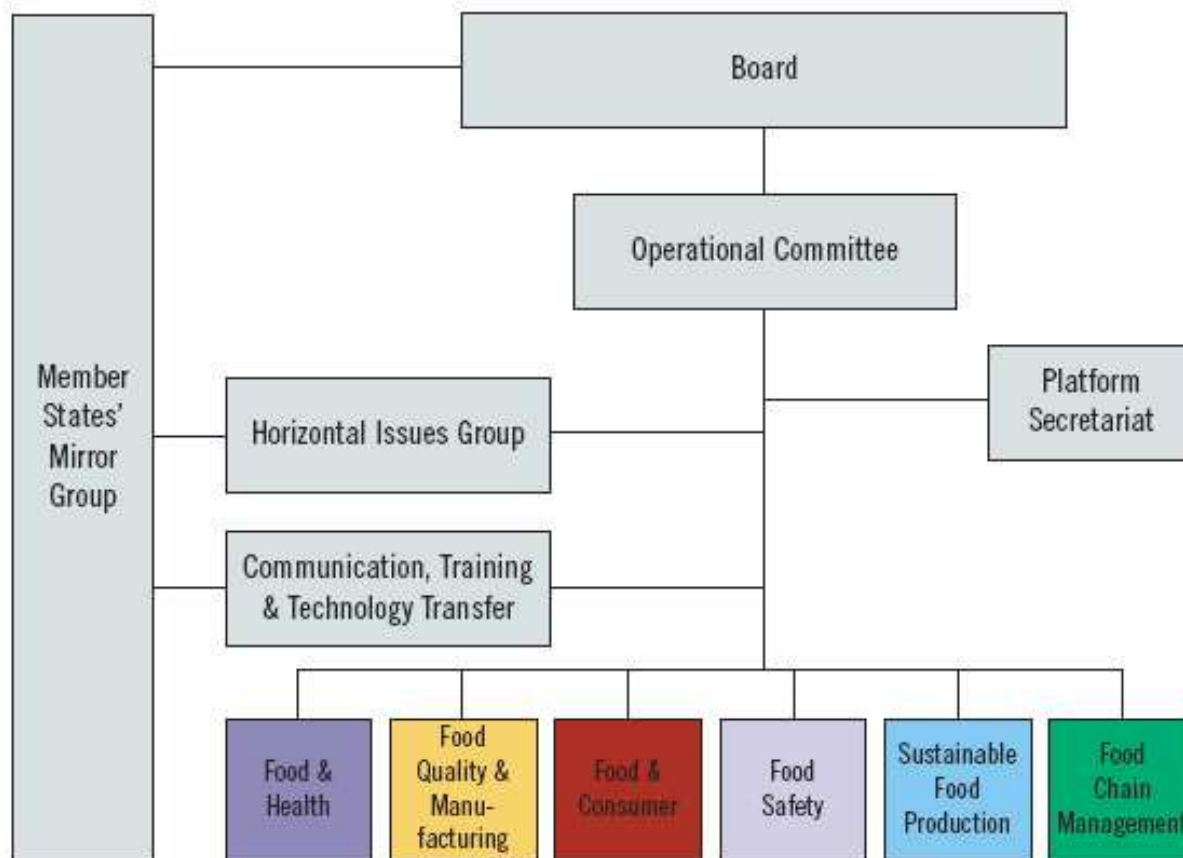 Board
Operational Committee
Member
States'
Mirror
Group
Platform
Secretariat
Horizontal Issues Group
Communication, Training
& Technology Transfer
Food &
Health
Food
Quality &
Manu-
facturing
Food &
Consumer
Food
Safety
Sustainable
Food
Production
Food
Chain
Management